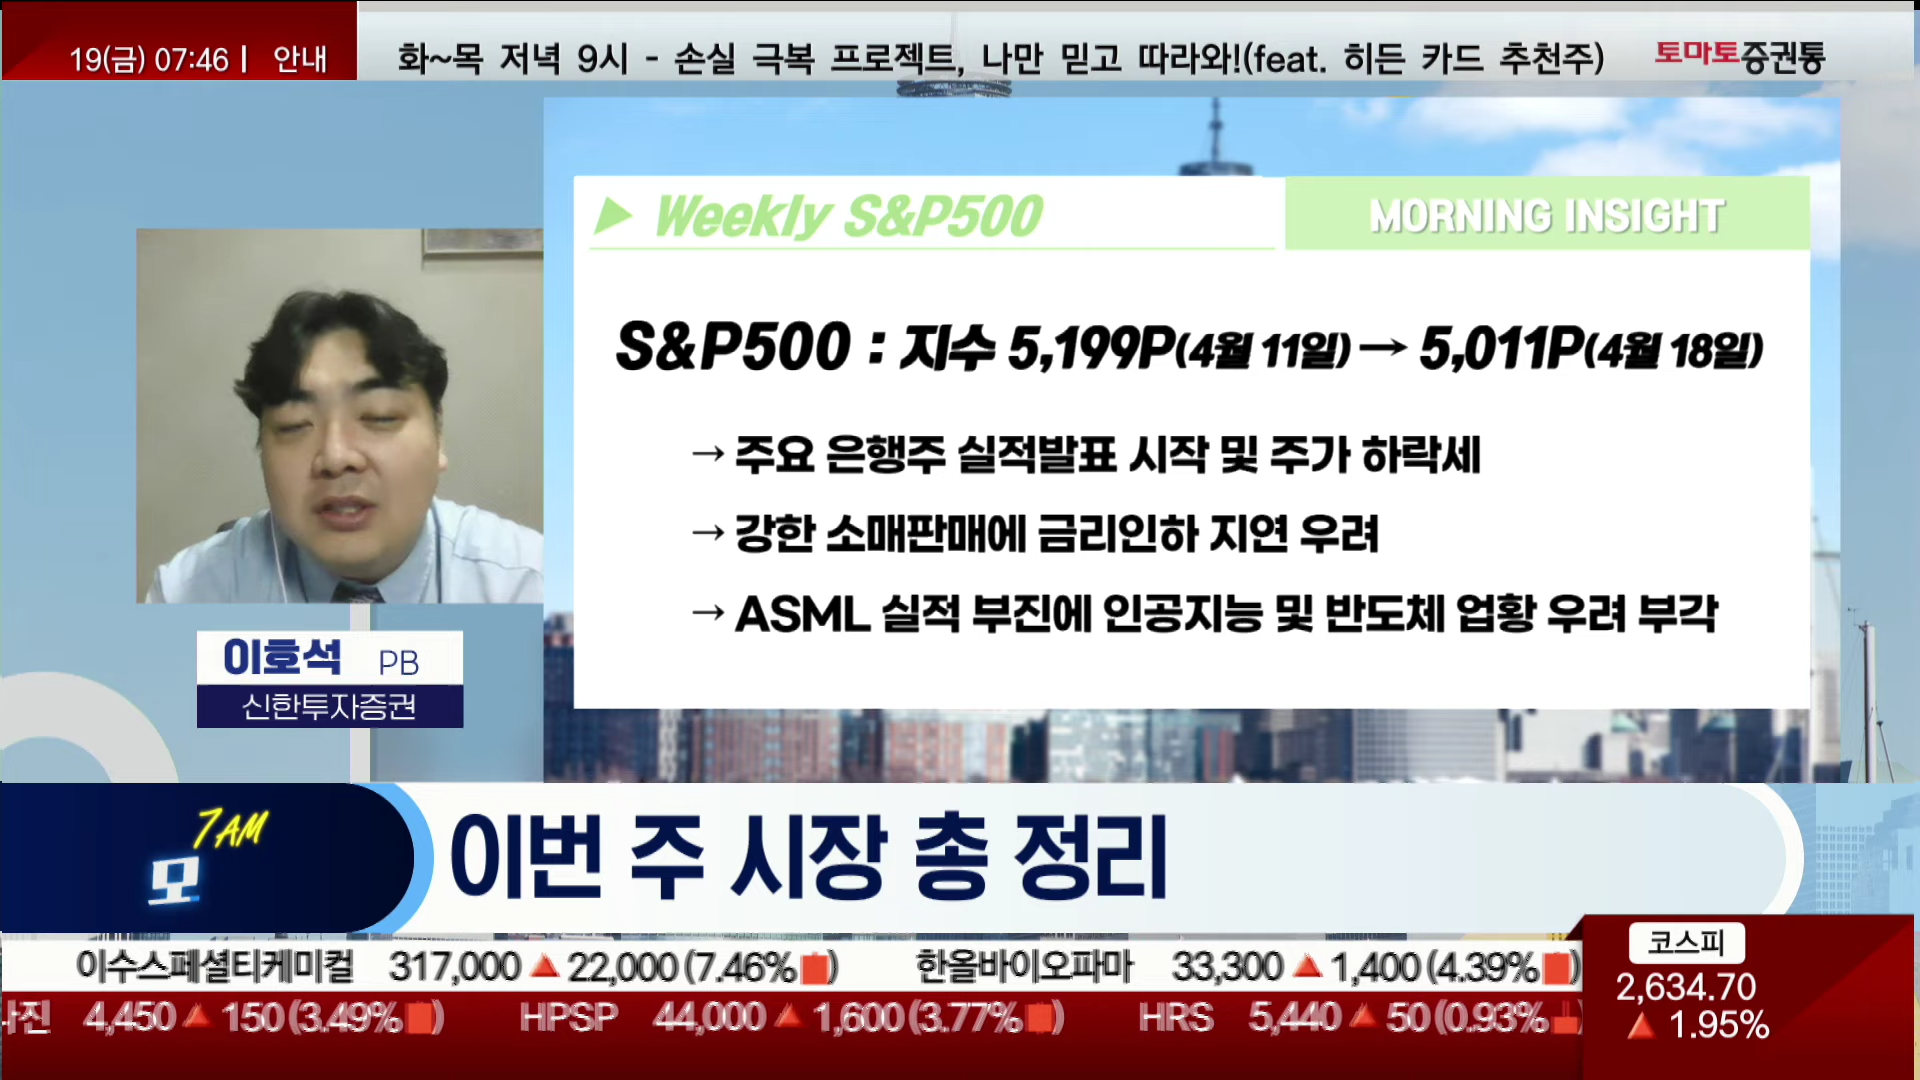 19(금) 07:46 | 안내
화~목 저녁 9시 - 손실 극복 프로젝트, 나만 믿고 따라와!(feat. 히든 카드 추천주)
토마토증권통
▶ Weekly S&P500
MORNING INSIGHT
S&P500 : 지수 5,199P(4월 11일) → 5,011P(4월 18일)
→ 주요 은행주 실적발표 시작 및 주가 하락세
→ 강한 소매판매에 금리인하 지연 우려
→ ASML 실적 부진에 인공지능 및 반도체 업황 우려 부각
이호석 PB
신한투자증권
7AM
모
이번 주 시장 총 정리
이수스페셜티케미컬 317,000 ▲ 22,000 (7.46%) 한올바이오파마 33,300 ▲ 1,400 (4.39%)
4,450 ▲ 150 (3.49%) HPSP 44,000 ▲ 1,600 (3.77%) HRS 5,440 ▲ 50 (0.93%
코스피
2,634.70
▲ 1.95%